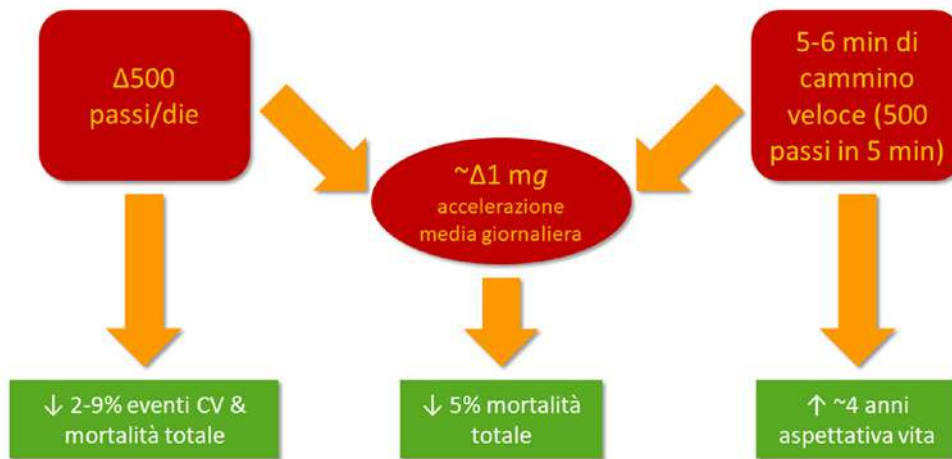 Δ500
passi/die
5-6 min di
cammino
veloce (500
passi in 5 min)
~Δ1 mg
accelerazione
media giornaliera
↓ 2-9% eventi CV &
mortalità totale
↓ 5% mortalità
totale
↑ ~4 anni
aspettativa vita